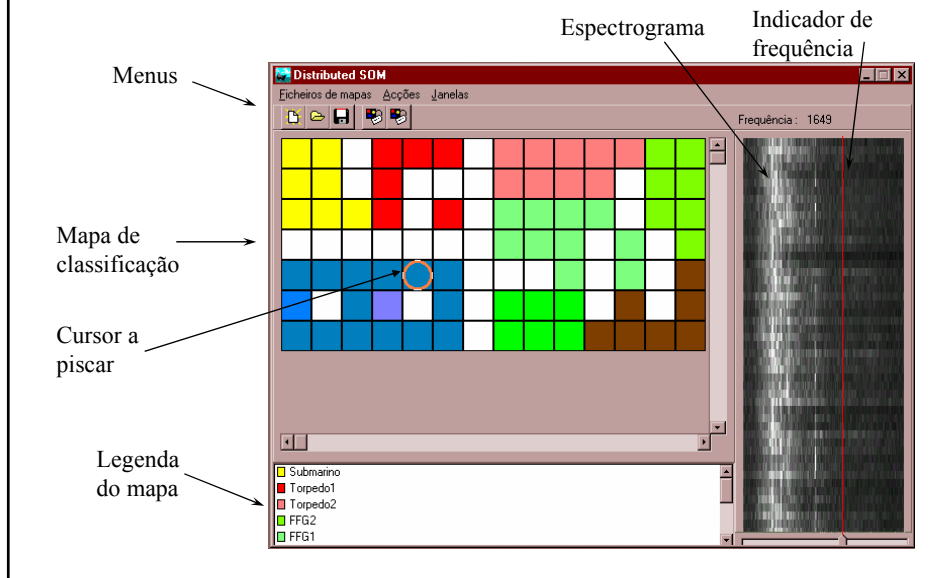 Espectrograma
Indicador de
frequência
Menus
Distributed SOM
Ficheiros de mapas Acções Janelas
Frequência : 1649
Mapa de
classificação
Cursor a
piscar
Legenda
do mapa
Submarino
Torpedo1
Torpedo2
FFG2
FFG1